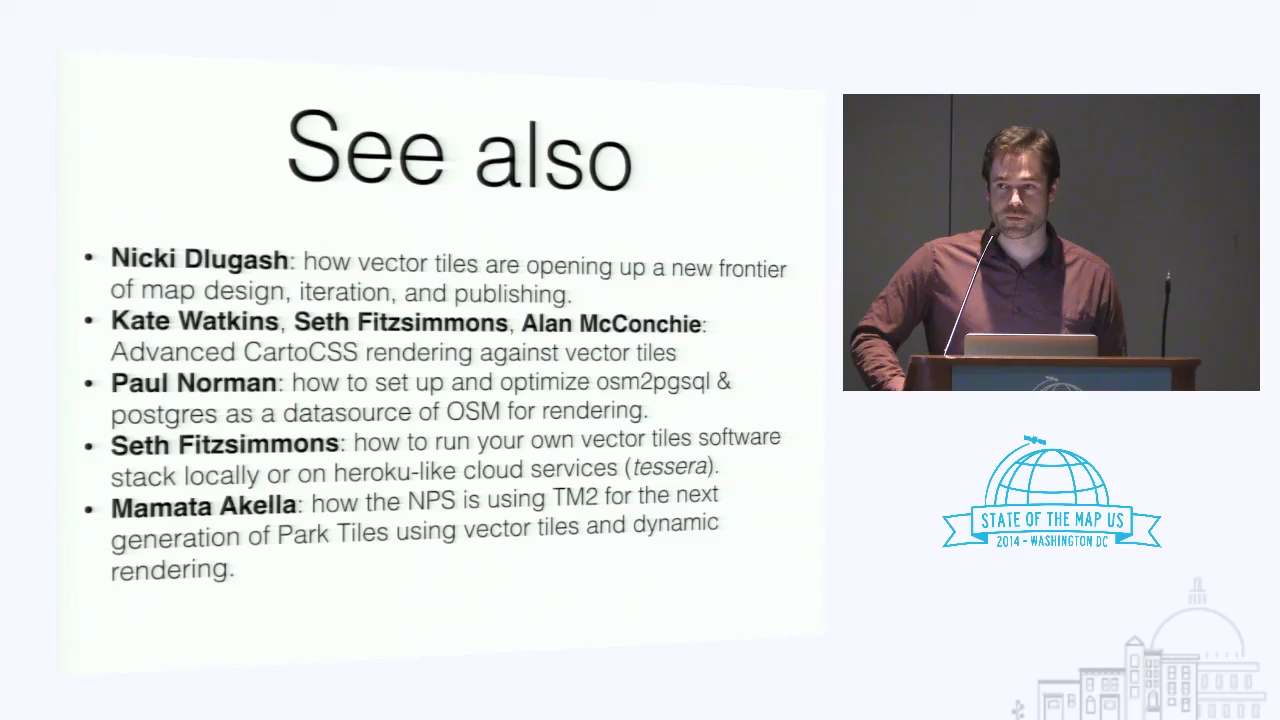 See also
• Nicki Dlugash: how vector tiles are opening up a new frontier
of map design, iteration, and publishing.
• Kate Watkins, Seth Fitzsimmons, Alan McConchie:
Advanced CartoCSS rendering against vector tiles
• Paul Norman: how to set up and optimize osm2pgsql &
postgres as a datasource of OSM for rendering.
• Seth Fitzsimmons: how to run your own vector tiles software
stack locally or on heroku-like cloud services (tessera).
• Mamata Akella: how the NPS is using TM2 for the next
generation of Park Tiles using vector tiles and dynamic
rendering.
STATE OF THE MAP US
2014 - WASHINGTON DC